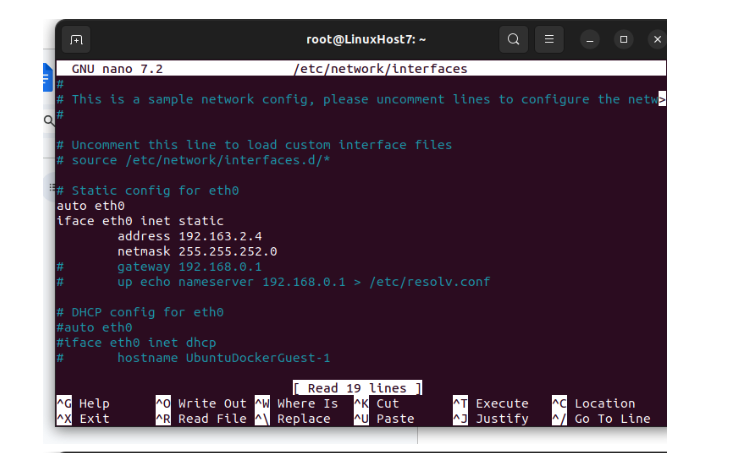 root@LinuxHost7: ~
GNU nano 7.2 /etc/network/interfaces
#
# This is a sample network config, please uncomment lines to configure the netw>
#
# Uncomment this line to load custom interface files
# source /etc/network/interfaces.d/*
# Static config for eth0
auto eth0
iface eth0 inet static
address 192.163.2.4
netmask 255.255.252.0
# gateway 192.168.0.1
# up echo nameserver 192.168.0.1 > /etc/resolv.conf
# DHCP config for eth0
#auto eth0
#iface eth0 inet dhcp
# hostname UbuntuDockerGuest-1
[ Read 19 lines ]
^G Help ^O Write Out ^W Where Is ^K Cut ^T Execute ^C Location
^X Exit ^R Read File ^\ Replace ^U Paste ^J Justify ^/ Go To Line